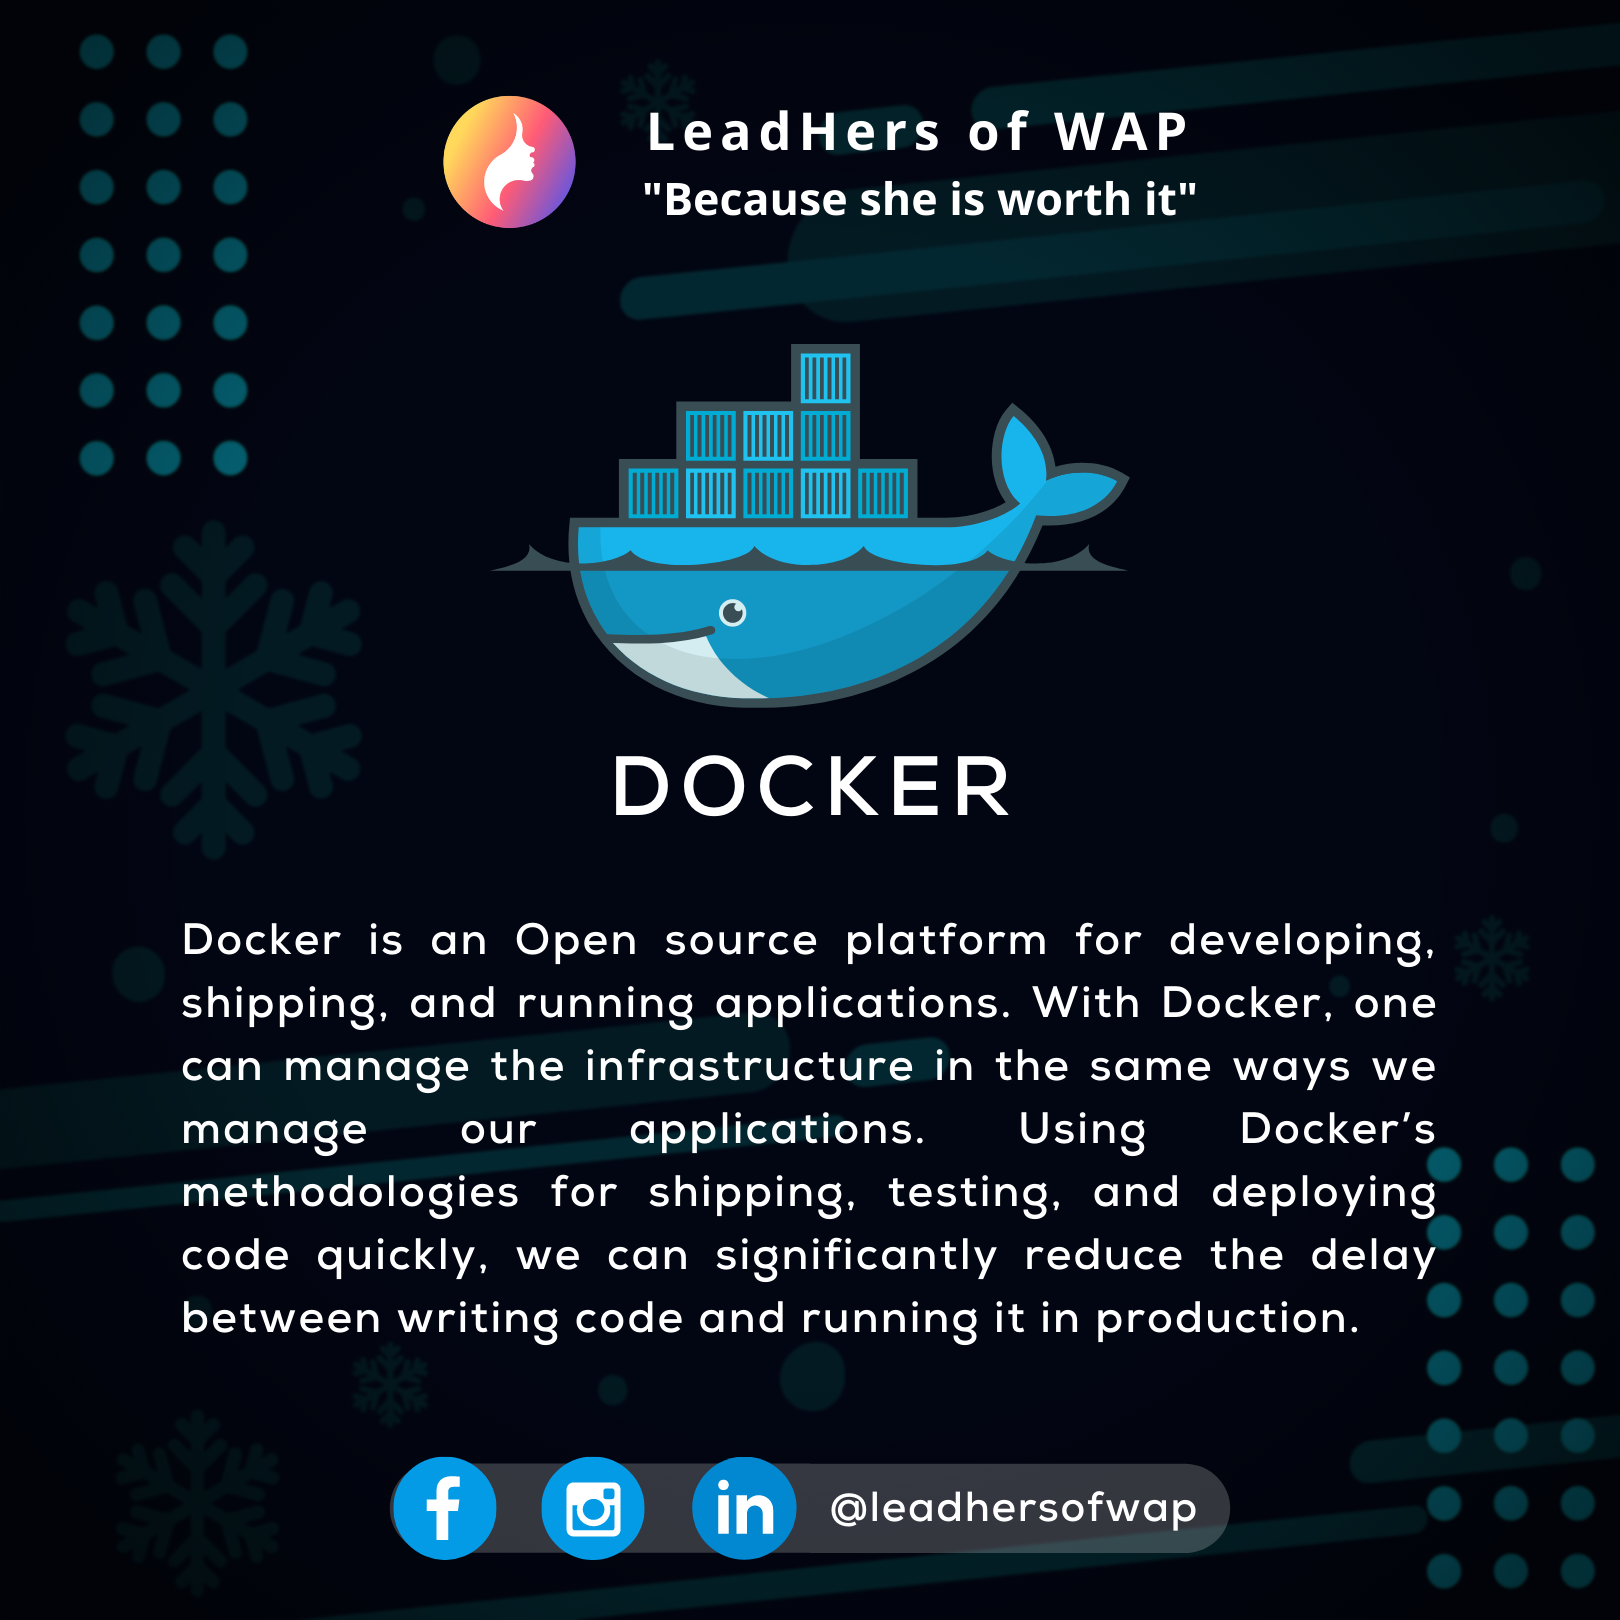 LeadHers of WAP
"Because she is worth it"
DOCKER
Docker is an Open source platform for developing,
shipping, and running applications. With Docker, one
can manage the infrastructure in the same ways we
manage our applications. Using Docker’s
methodologies for shipping, testing, and deploying
code quickly, we can significantly reduce the delay
between writing code and running it in production.
@leadhersofwap